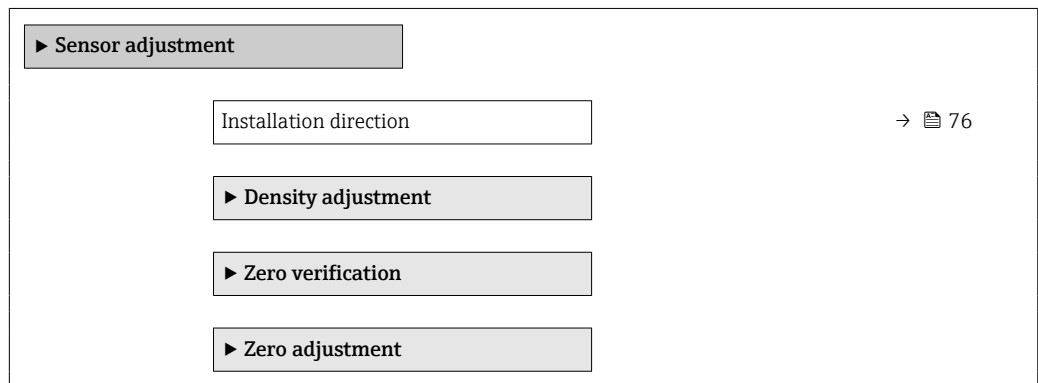 ▶ Sensor adjustment
Installation direction → 76
▶ Density adjustment
▶ Zero verification
▶ Zero adjustment